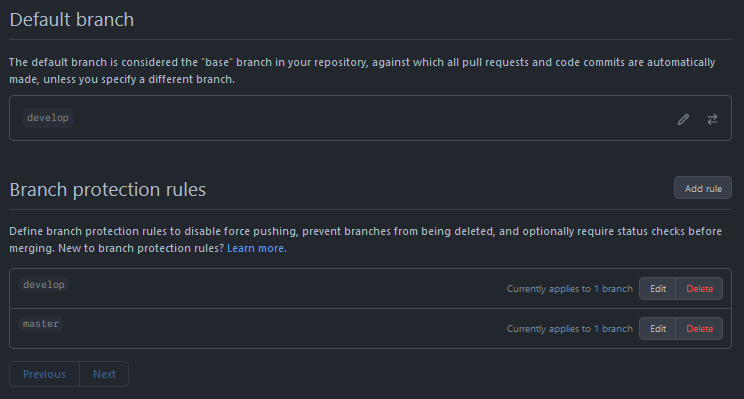 Default branch
The default branch is considered the “base” branch in your repository, against which all pull requests and code commits are automatically
made, unless you specify a different branch.
develop
Branch protection rules
Add rule
Define branch protection rules to disable force pushing, prevent branches from being deleted, and optionally require status checks before
merging. New to branch protection rules? Learn more.
develop
Currently applies to 1 branch
Edit
Delete
master
Currently applies to 1 branch
Edit
Delete
Previous
Next